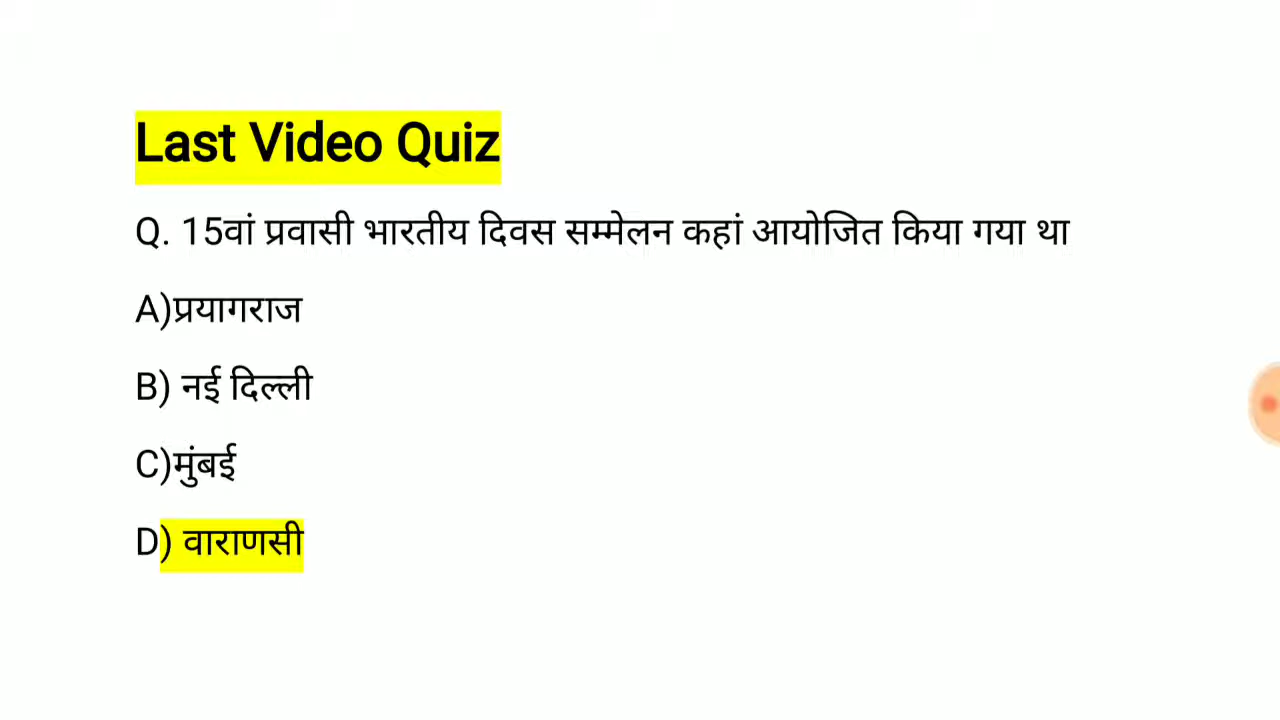 Last Video Quiz
Q. 15वां प्रवासी भारतीय दिवस सम्मेलन कहां आयोजित किया गया था
A)प्रयागराज
B) नई दिल्ली
C)मुंबई
D) वाराणसी